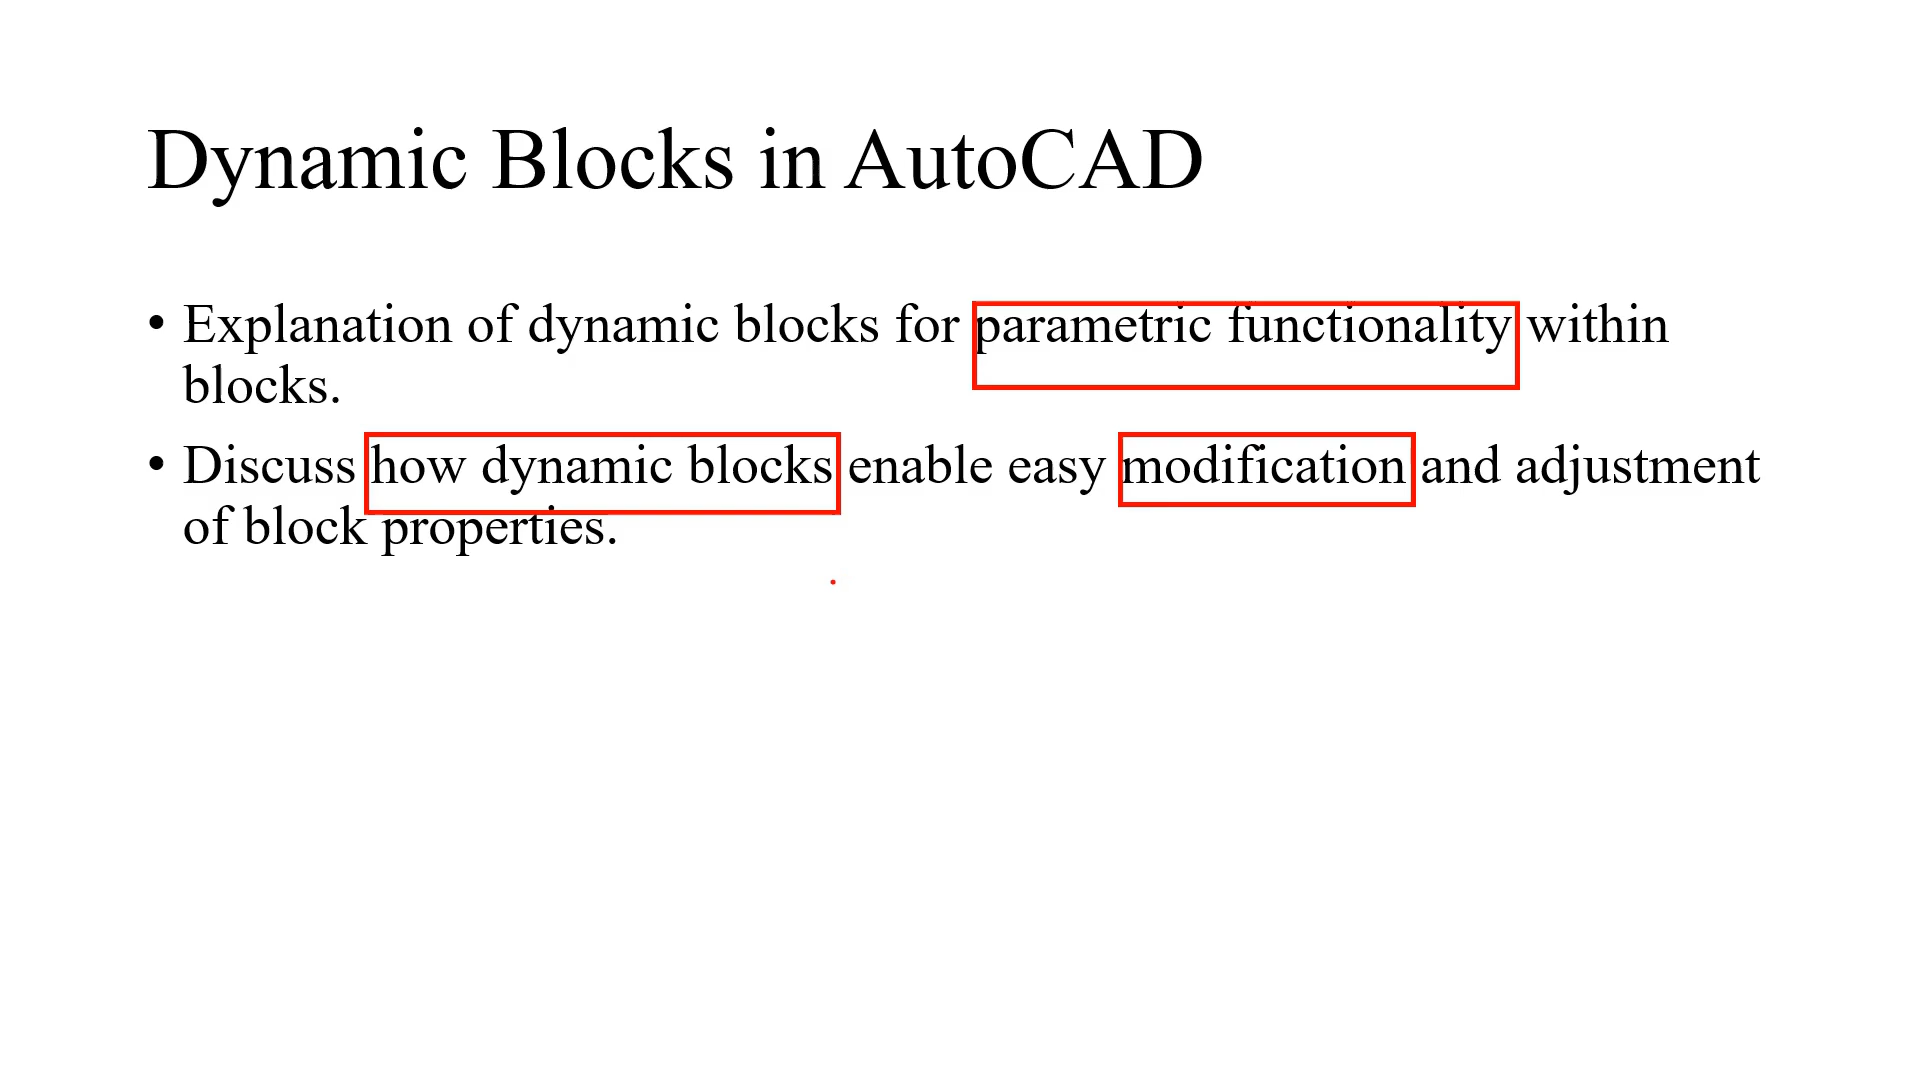 Dynamic Blocks in AutoCAD
• Explanation of dynamic blocks for parametric functionality within
blocks.
• Discuss how dynamic blocks enable easy modification and adjustment
of block properties.